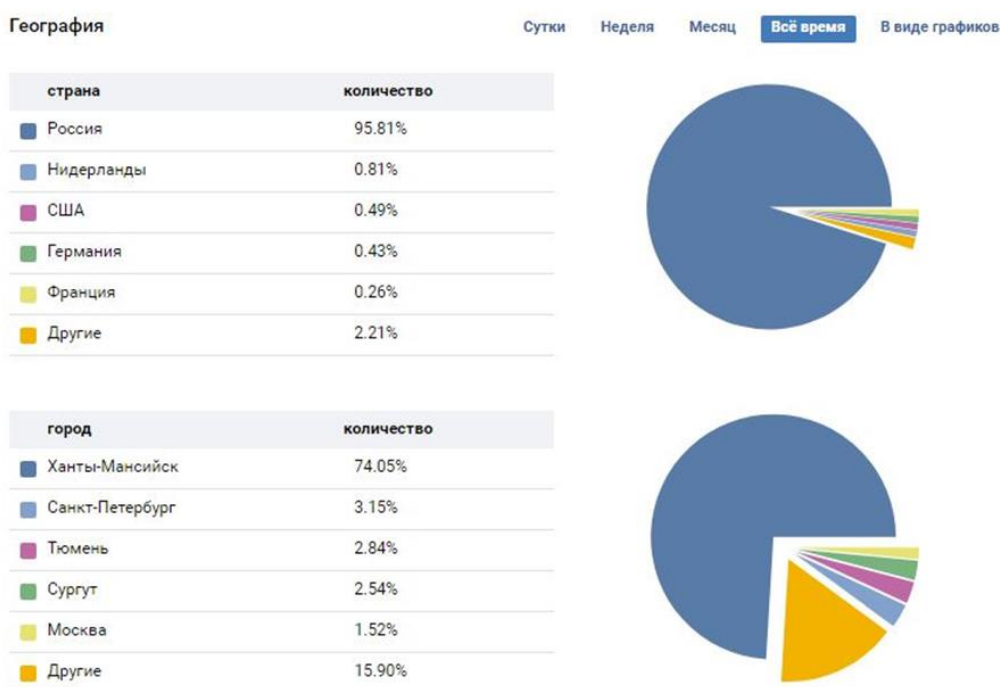 География Сутки Неделя Месяц Всё время В виде графиков
страна количество
Россия 95.81%
Нидерланды 0.81%
США 0.49%
Германия 0.43%
Франция 0.26%
Другие 2.21%
город количество
Ханты-Мансийск 74.05%
Санкт-Петербург 3.15%
Тюмень 2.84%
Сургут 2.54%
Москва 1.52%
Другие 15.90%